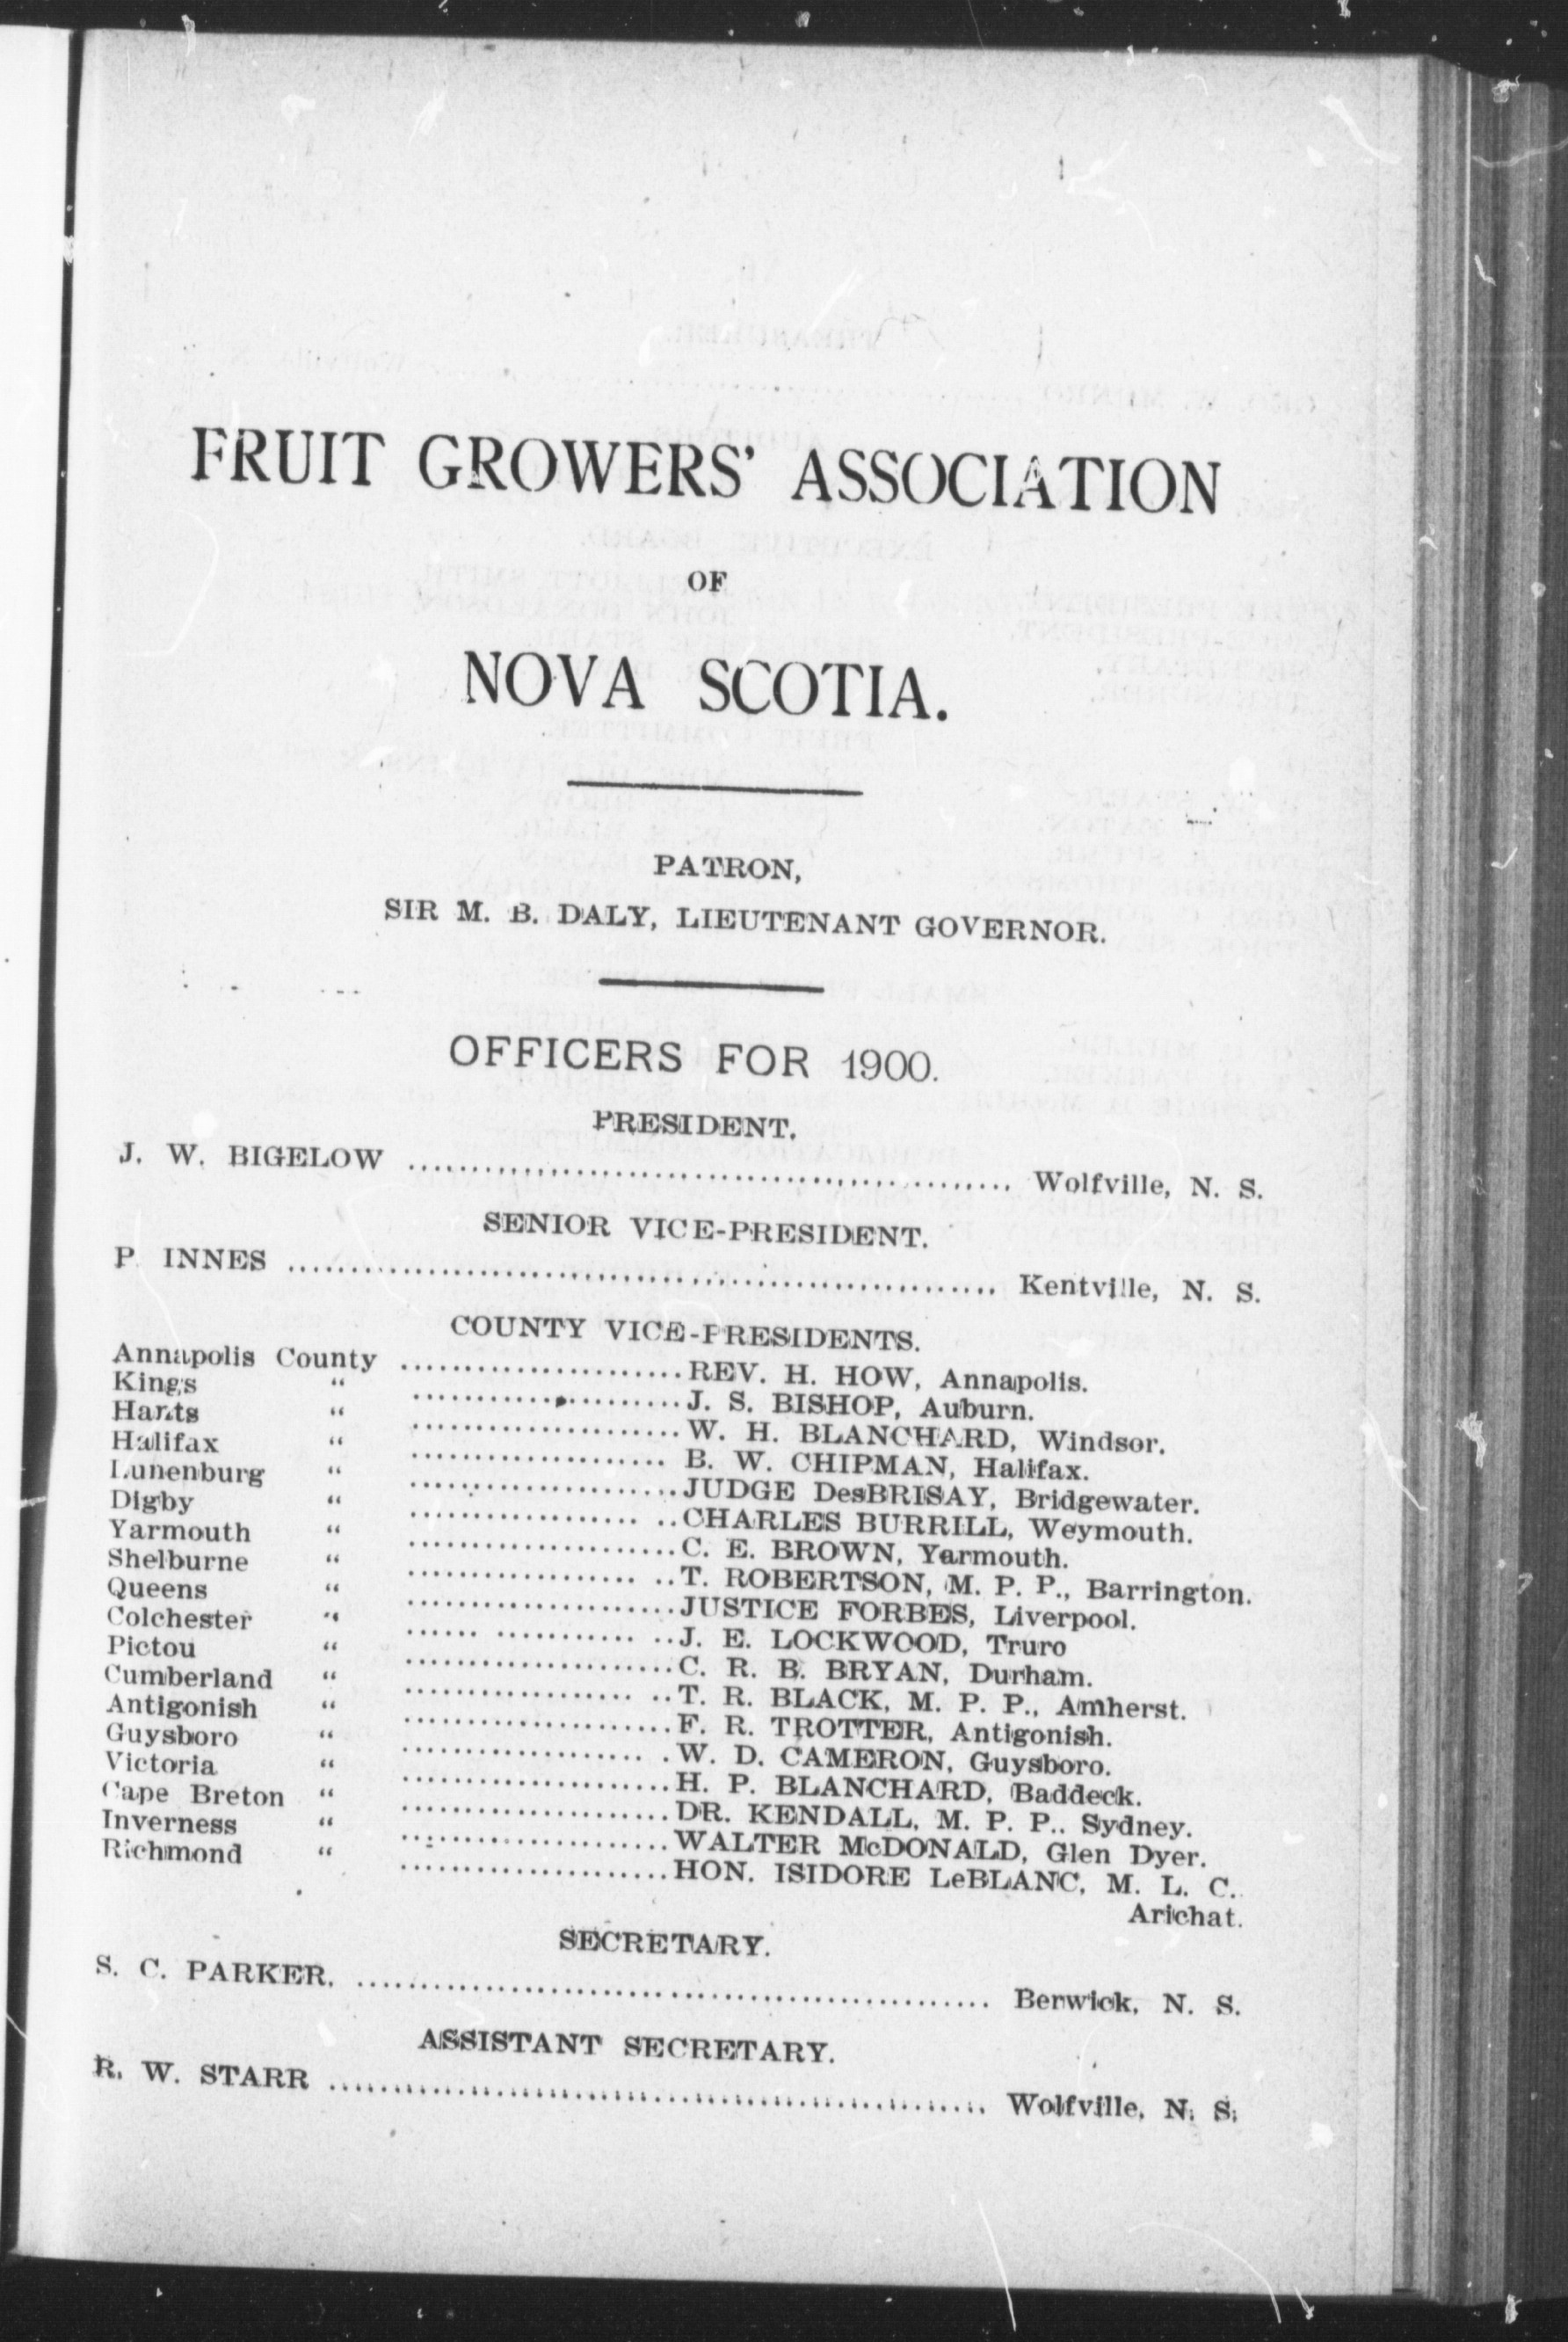 FRUIT GROWERS' ASSOCIATION
OF
NOVA SCOTIA.
PATRON,
SIR M. B. DALY, LIEUTENANT GOVERNOR.
OFFICERS FOR 1900.
PRESIDENT.
J. W. BIGELOW ........................................ Wolfville, N. S.
SENIOR VICE-PRESIDENT.
P. INNES ........................................ Kentville, N. S.
COUNTY VICE-PRESIDENTS.
Annapolis County ......................REV. H. HOW, Annapolis.
Kings " ......................J. S. BISHOP, Auburn.
Hants " ......................W. H. BLANCHARD, Windsor.
Halifax " ...................... B. W. CHIPMAN, Halifax.
Lunenburg " ......................JUDGE DesBRISAY, Bridgewater.
Digby " .................... ..CHARLES BURRILL, Weymouth.
Yarmouth " ......................C. E. BROWN, Yarmouth.
Shelburne " .................... ..T. ROBERTSON, M. P. P., Barrington.
Queens " ......................JUSTICE FORBES, Liverpool.
Colchester " ...... ............ ..J. E. LOCKWOOD, Truro
Pictou " ......................C. R. B. BRYAN, Durham.
Cumberland " .................... ..T. R. BLACK, M. P. P., Amherst.
Antigonish " ......................F. R. TROTTER, Antigonish.
Guysboro " .................... .W. D. CAMERON, Guysboro.
Victoria " ......................H. P. BLANCHARD, Baddeck.
Cape Breton " ......................DR. KENDALL, M. P. P.. Sydney.
Inverness " ......................WALTER McDONALD, Glen Dyer.
Richmond " ......................HON. ISIDORE LeBLANC, M. L. C.
Arichat.
SECRETARY.
S. C. PARKER. ........................................ Berwick, N. S.
ASSISTANT SECRETARY.
R. W. STARR ........................................ Wolfville, N. S.